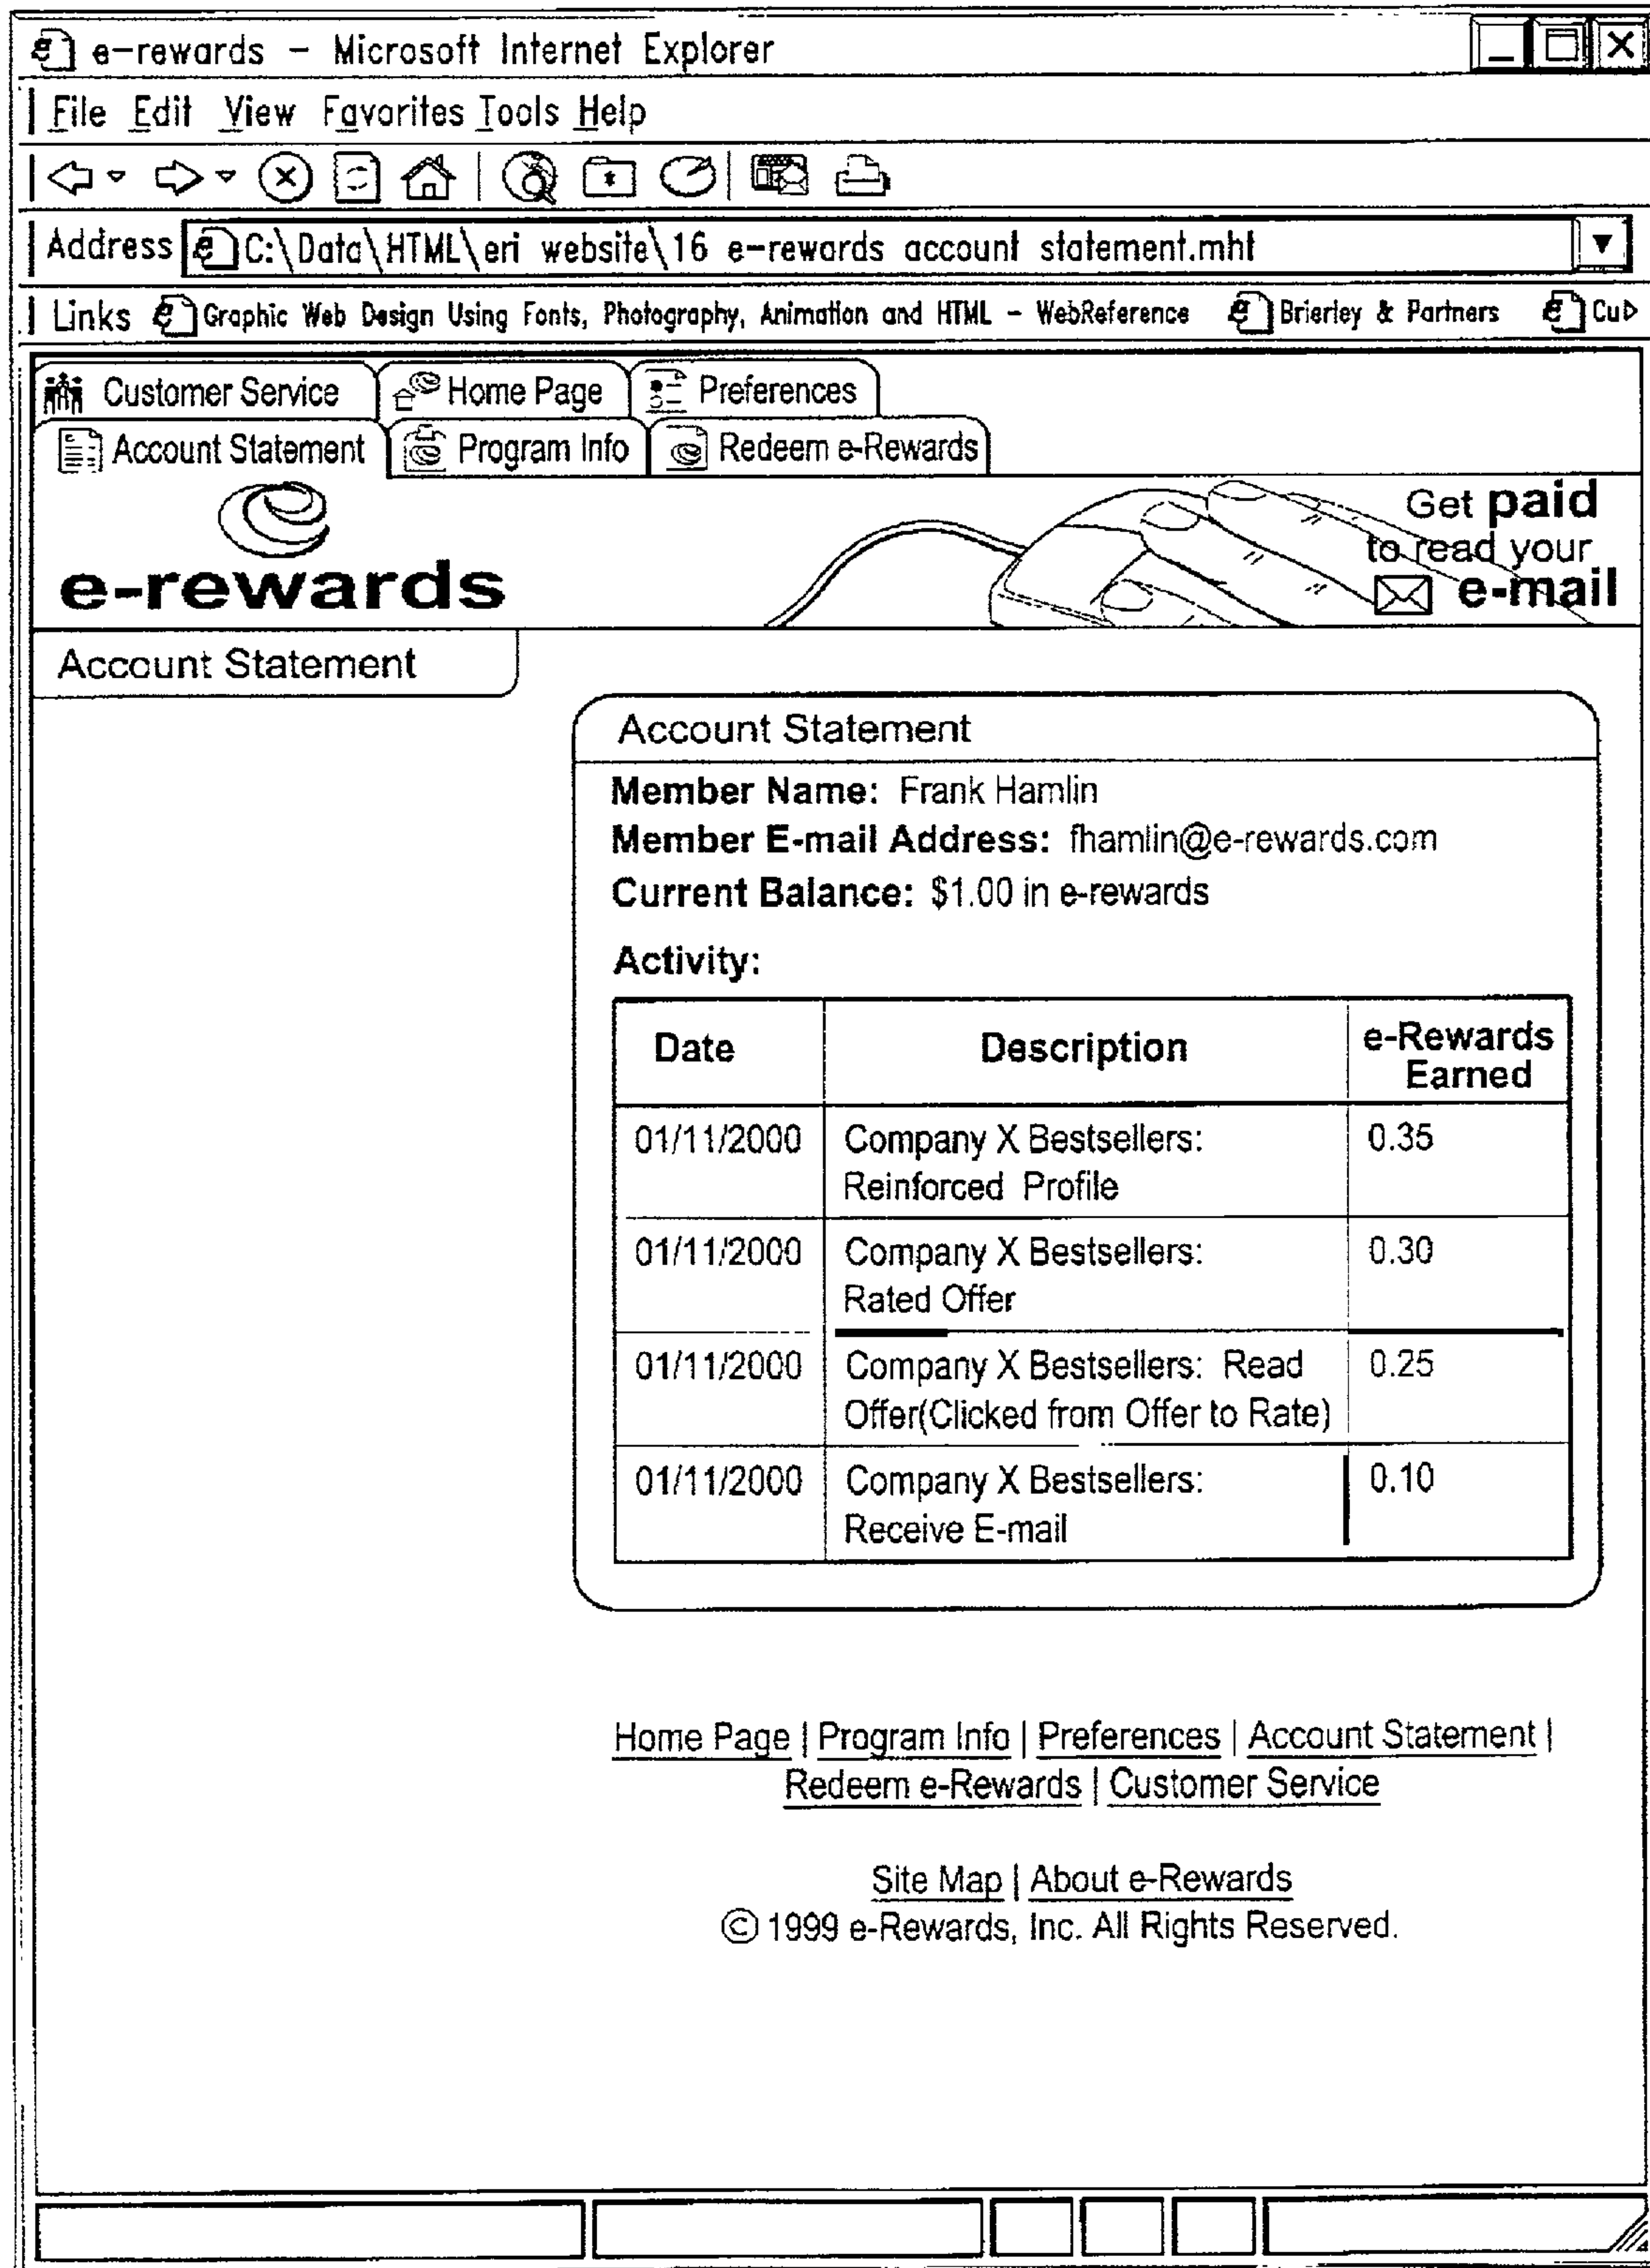 e-rewards - Microsoft Internet Explorer
File Edit View Favorites Tools Help
Address C:\Data\HTML\eri website\16 e-rewards account statement.mht
Links Graphic Web Design Using Fonts, Photography, Animation and HTML - WebReference Brierley & Partners Cu
Customer Service Home Page Preferences
Account Statement Program Info Redeem e-Rewards
e-rewards
Get paid
to read your
e-mail
Account Statement
Account Statement
Member Name: Frank Hamlin
Member E-mail Address: fhamlin@e-rewards.com
Current Balance: $1.00 in e-rewards
Activity:
Date Description e-Rewards
Earned
01/11/2000 Company X Bestsellers: 0.35
Reinforced Profile
01/11/2000 Company X Bestsellers: 0.30
Rated Offer
01/11/2000 Company X Bestsellers: Read 0.25
Offer(Clicked from Offer to Rate)
01/11/2000 Company X Bestsellers: 0.10
Receive E-mail
Home Page | Program Info | Preferences | Account Statement |
Redeem e-Rewards | Customer Service
Site Map | About e-Rewards
© 1999 e-Rewards, Inc. All Rights Reserved.